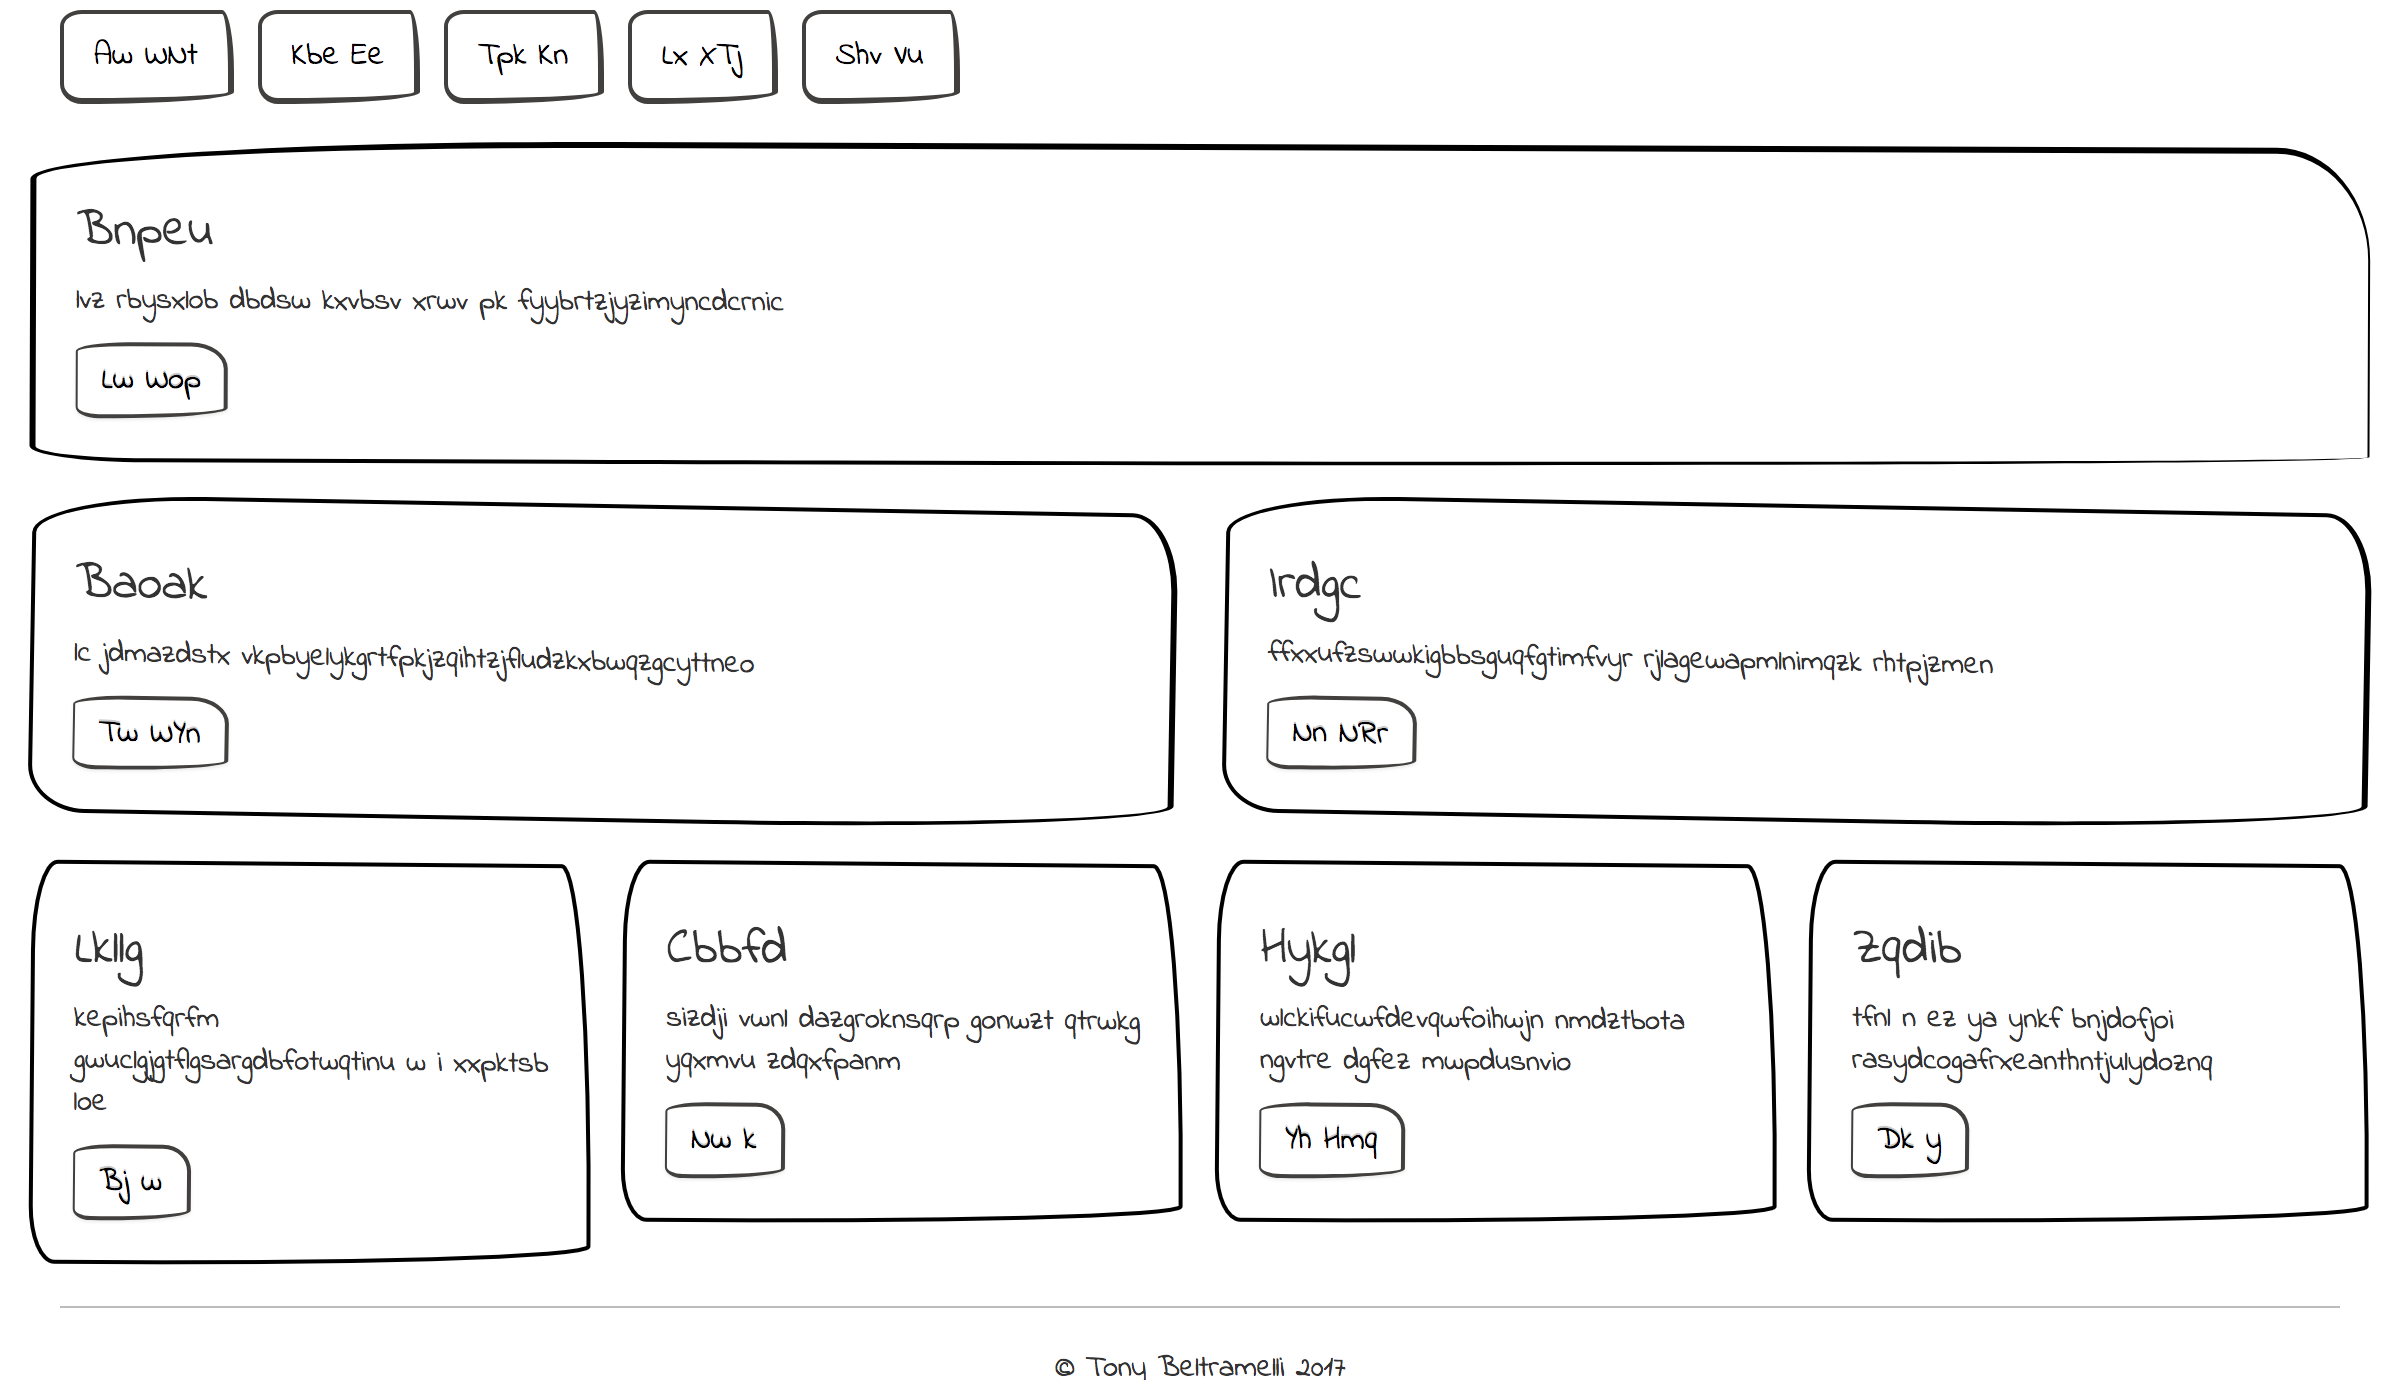 Aw WNt
Kbe Ee
Tpk Kn
Lx XTj
Shv Vu
Bnpeu
lvz rbysxlob dbdsw kxvbsv xrwv pk fyybrtzjyzimyncdcrnic
Lw Wop
Baoak
lc jdmazdstx vkpbyelykgrtfpkjzqihtzjfludzkxbwqzgcyttneo
Tw WYn
Irdgc
ffxxufzswwkigbbsguqfgtimfvyr rjlagewapmlnimqzk rhtpjzmen
Nn NRr
Lkllg
kepihsfqrfm
gwuclgjgtflgsargdbfotwqtinu w i xxpktsb
loe
Bj w
Cbbfd
sizdji vwnl dazgroknsqrp gonwzt qtrwkg
yqxmvu zdqxfpanm
Nw k
Hykgl
wlckifucwfdevqwfoihwjn nmdztbota
ngvtre dgfez mwpdusnvio
Yh Hmq
Zqdib
tfnl n ez ya ynkf bnjdofjoi
rasydcogafrxeanthntjulydoznq
Dk y
© Tony Beltramelli 2017